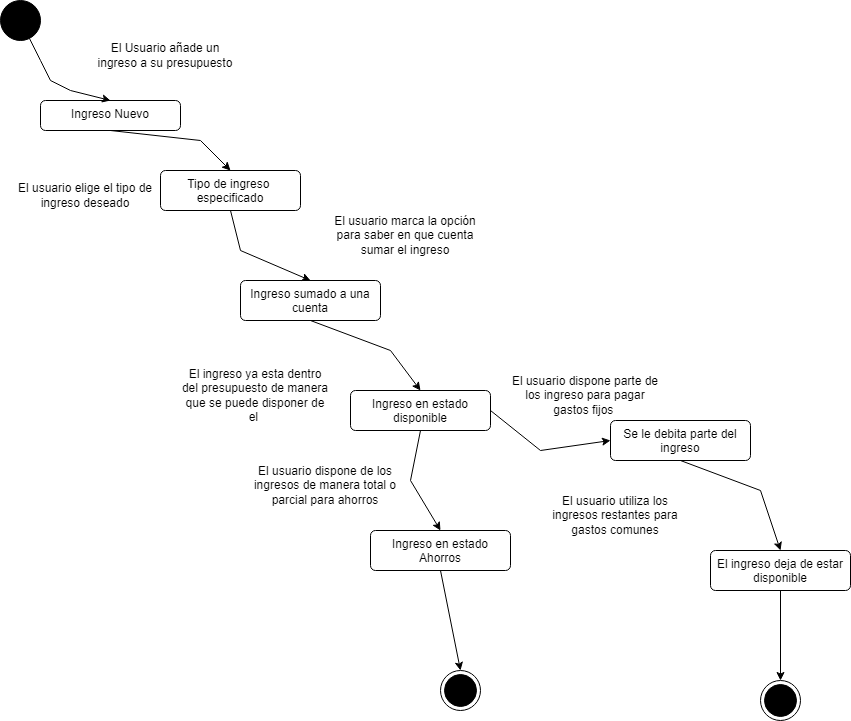 El Usuario añade un
ingreso a su presupuesto
Ingreso Nuevo
El usuario elige el tipo de
ingreso deseado
Tipo de ingreso
especificado
El usuario marca la opción
para saber en que cuenta
sumar el ingreso
Ingreso sumado a una
cuenta
El ingreso ya esta dentro
del presupuesto de manera
que se puede disponer de
el
Ingreso en estado
disponible
El usuario dispone parte de
los ingreso para pagar
gastos fijos
Se le debita parte del
ingreso
El usuario dispone de los
ingresos de manera total o
parcial para ahorros
El usuario utiliza los
ingresos restantes para
gastos comunes
Ingreso en estado
Ahorros
El ingreso deja de estar
disponible